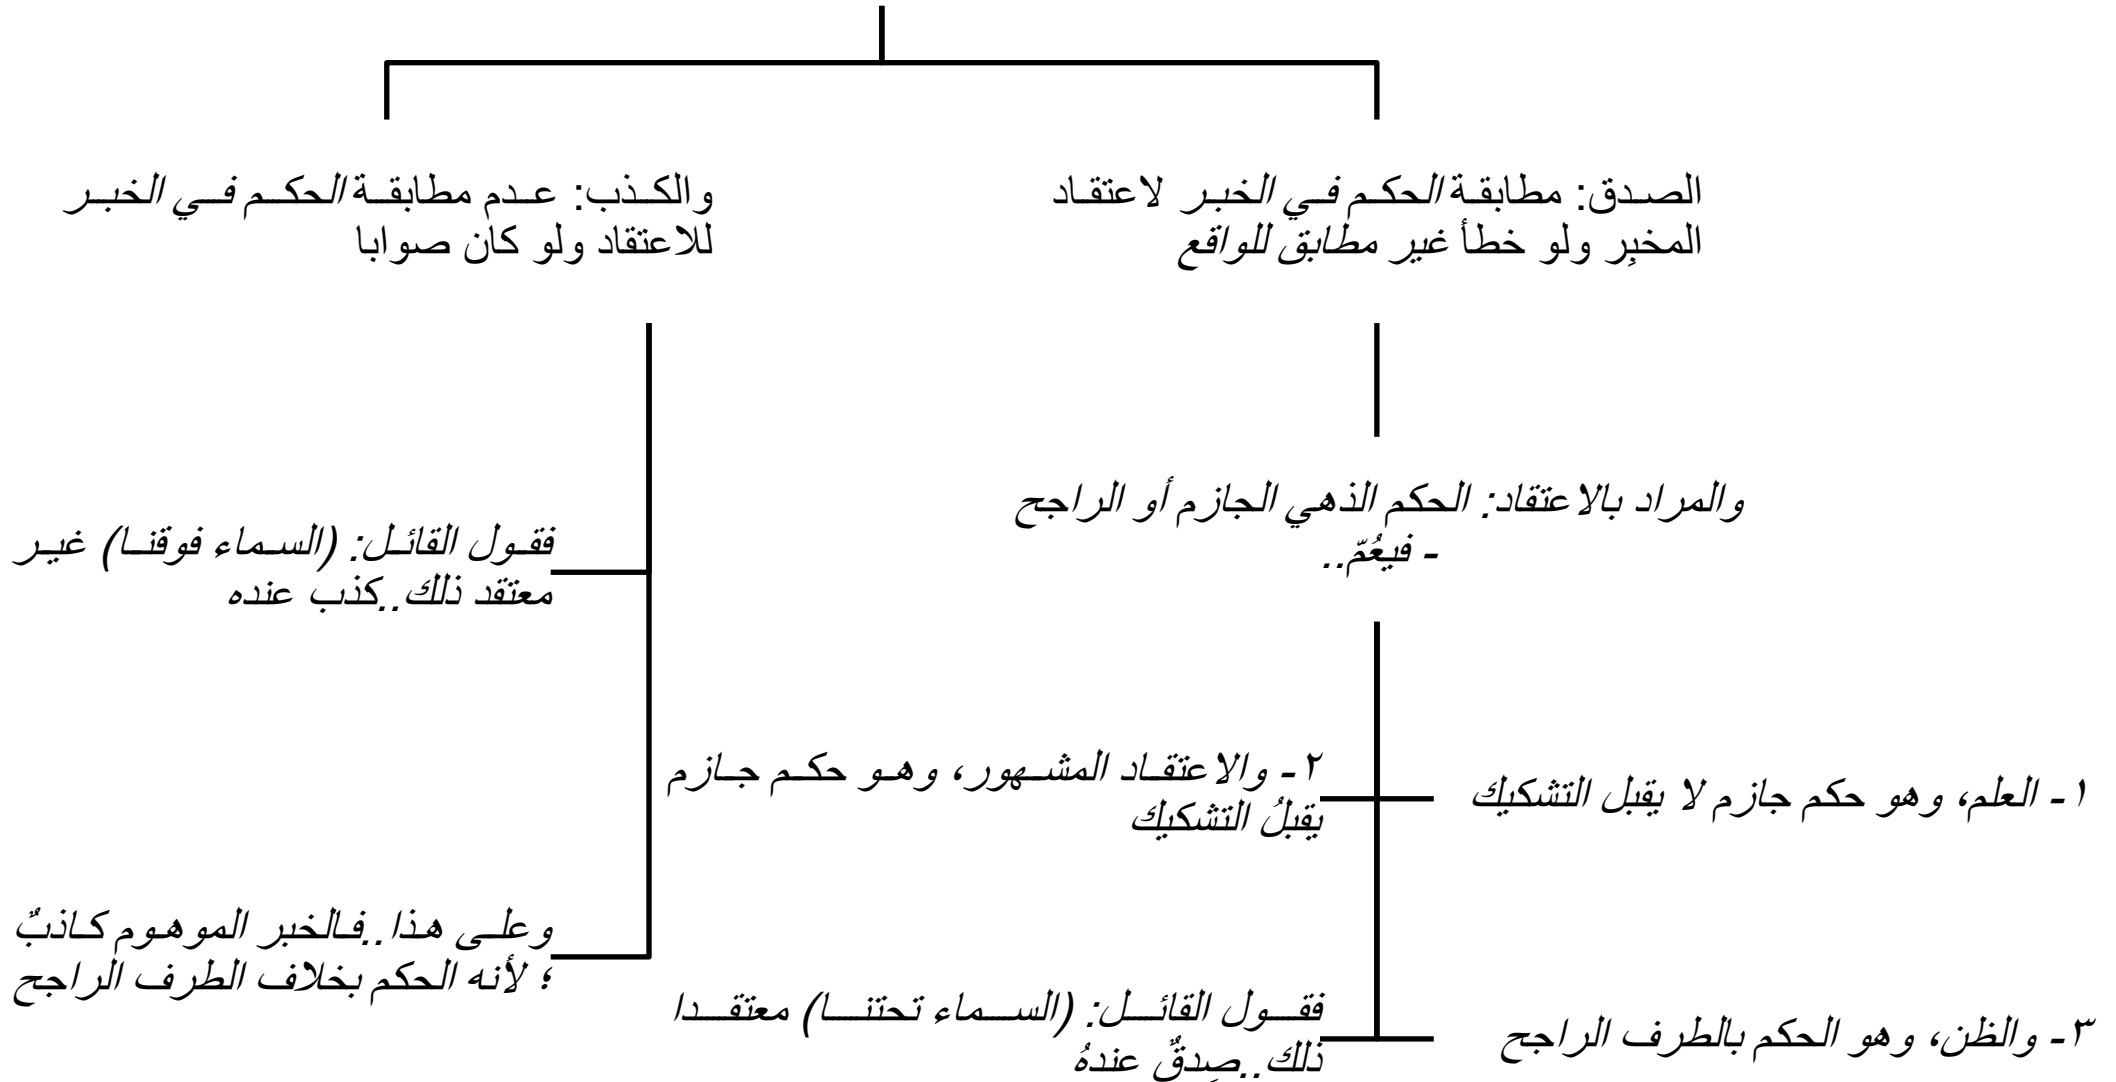 الصدق: مطابقة الحكم في الخبر لاعتقاد
المخبِر ولو خطأ غير مطابق للواقع
والكذب: عدم مطابقة الحكم في الخبر
للاعتقاد ولو كان صوابا
والمراد بالاعتقاد: الحكم الذهي الجازم أو الراجح
- فيعُمّ..
١- العلم، وهو حكم جازم لا يقبل التشكيك
٢- والاعتقاد المشهور، وهو حكم جازم
يقبلُ التشكيك
٣- والظن، وهو الحكم بالطرف الراجح
فقول القائل: (السماء تحتنا) معتقدا
ذلك..صِدقٌ عندهُ
فقول القائل: (السماء فوقنا) غير
معتقد ذلك..كذب عنده
وعلى هذا..فالخبر الموهوم كاذبٌ
؛ لأنه الحكم بخلاف الطرف الراجح